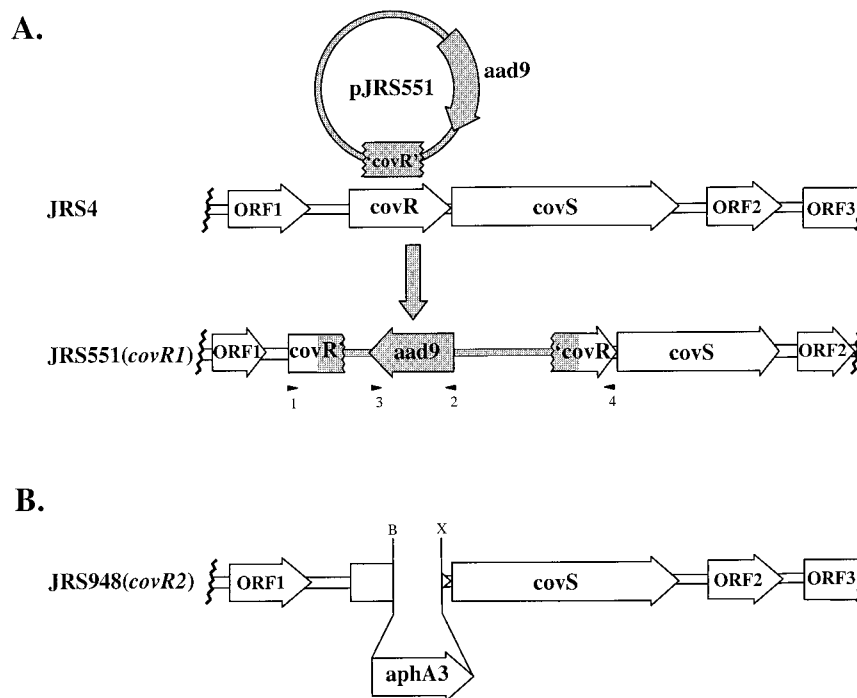 A.
pJRS551
aad9
'covR'
JRS4
ORF1
covR
covS
ORF2
ORF3
JRS551(covR1)
ORF1
covR'
aad9
'covR
covS
ORF2
1
3
2
4
B.
B
X
JRS948(covR2)
ORF1
covS
ORF2
ORF3
aphA3